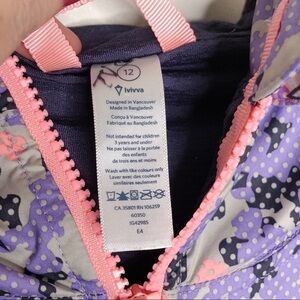 12
ivivva
Designed in Vancouver
Made in Bangladesh
Conçu à Vancouver
Fabriqué au Bangladesh
Not intended for children
3 years and under
Ne pas laisser à la portée
des enfants
de trois ans et moins
Wash with like colours only
Laver avec des couleurs
similaires seulement
CA 35801 RN 106259
60350
IG4298S
E4